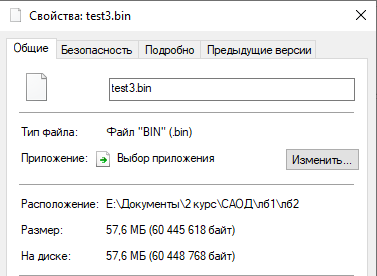 Свойства: test3.bin
Общие Безопасность Подробно Предыдущие версии
test3.bin
Тип файла: Файл "BIN" (.bin)
Приложение: Выбор приложения Изменить...
Расположение: E:\Документы\2 курс\САОД\лб1\лб2
Размер: 57,6 МБ (60 445 618 байт)
На диске: 57,6 МБ (60 448 768 байт)